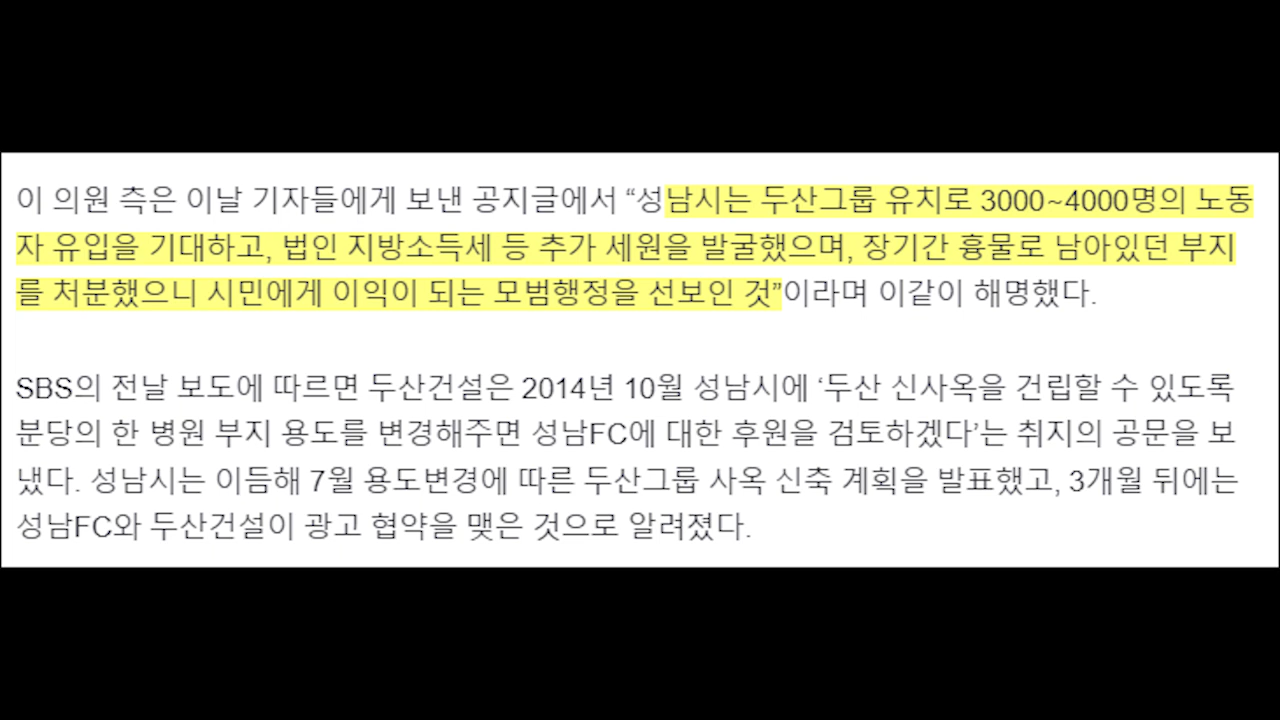 이 의원 측은 이날 기자들에게 보낸 공지글에서 “성남시는 두산그룹 유치로 3000~4000명의 노동
자 유입을 기대하고, 법인 지방소득세 등 추가 세원을 발굴했으며, 장기간 흉물로 남아있던 부지
를 처분했으니 시민에게 이익이 되는 모범행정을 선보인 것”이라며 이같이 해명했다.
SBS의 전날 보도에 따르면 두산건설은 2014년 10월 성남시에 ‘두산 신사옥을 건립할 수 있도록
분당의 한 병원 부지 용도를 변경해주면 성남FC에 대한 후원을 검토하겠다’는 취지의 공문을 보
냈다. 성남시는 이듬해 7월 용도변경에 따른 두산그룹 사옥 신축 계획을 발표했고, 3개월 뒤에는
성남FC와 두산건설이 광고 협약을 맺은 것으로 알려졌다.